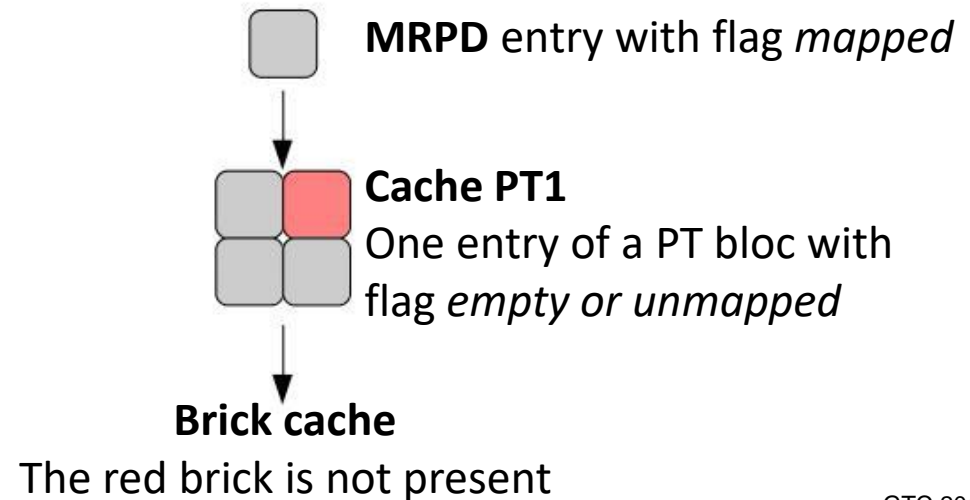 MRPD entry with flag mapped
Cache PT1
One entry of a PT bloc with
flag empty or unmapped
Brick cache
The red brick is not present